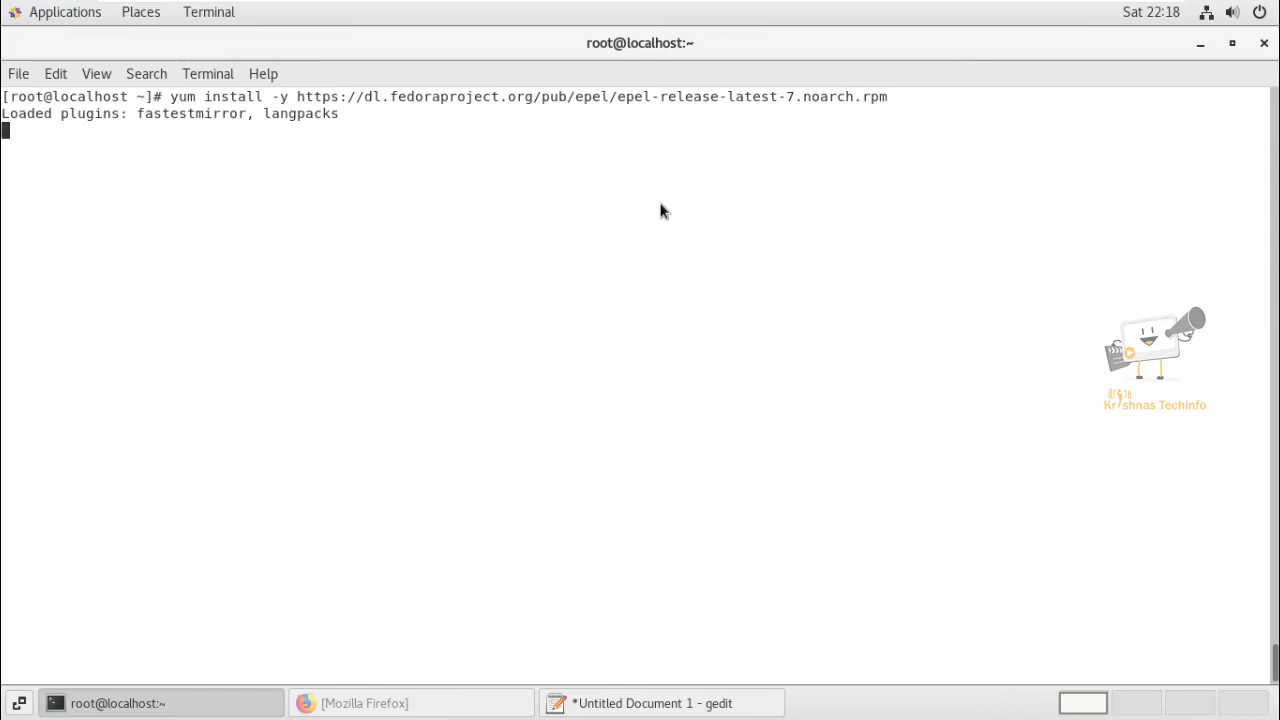 Applications Places Terminal Sat 22:18
root@localhost:~
File Edit View Search Terminal Help
[root@localhost ~]# yum install -y https://dl.fedoraproject.org/pub/epel/epel-release-latest-7.noarch.rpm
Loaded plugins: fastestmirror, langpacks
Krishnas Techinfo
root@localhost:~ [Mozilla Firefox] *Untitled Document 1 - gedit